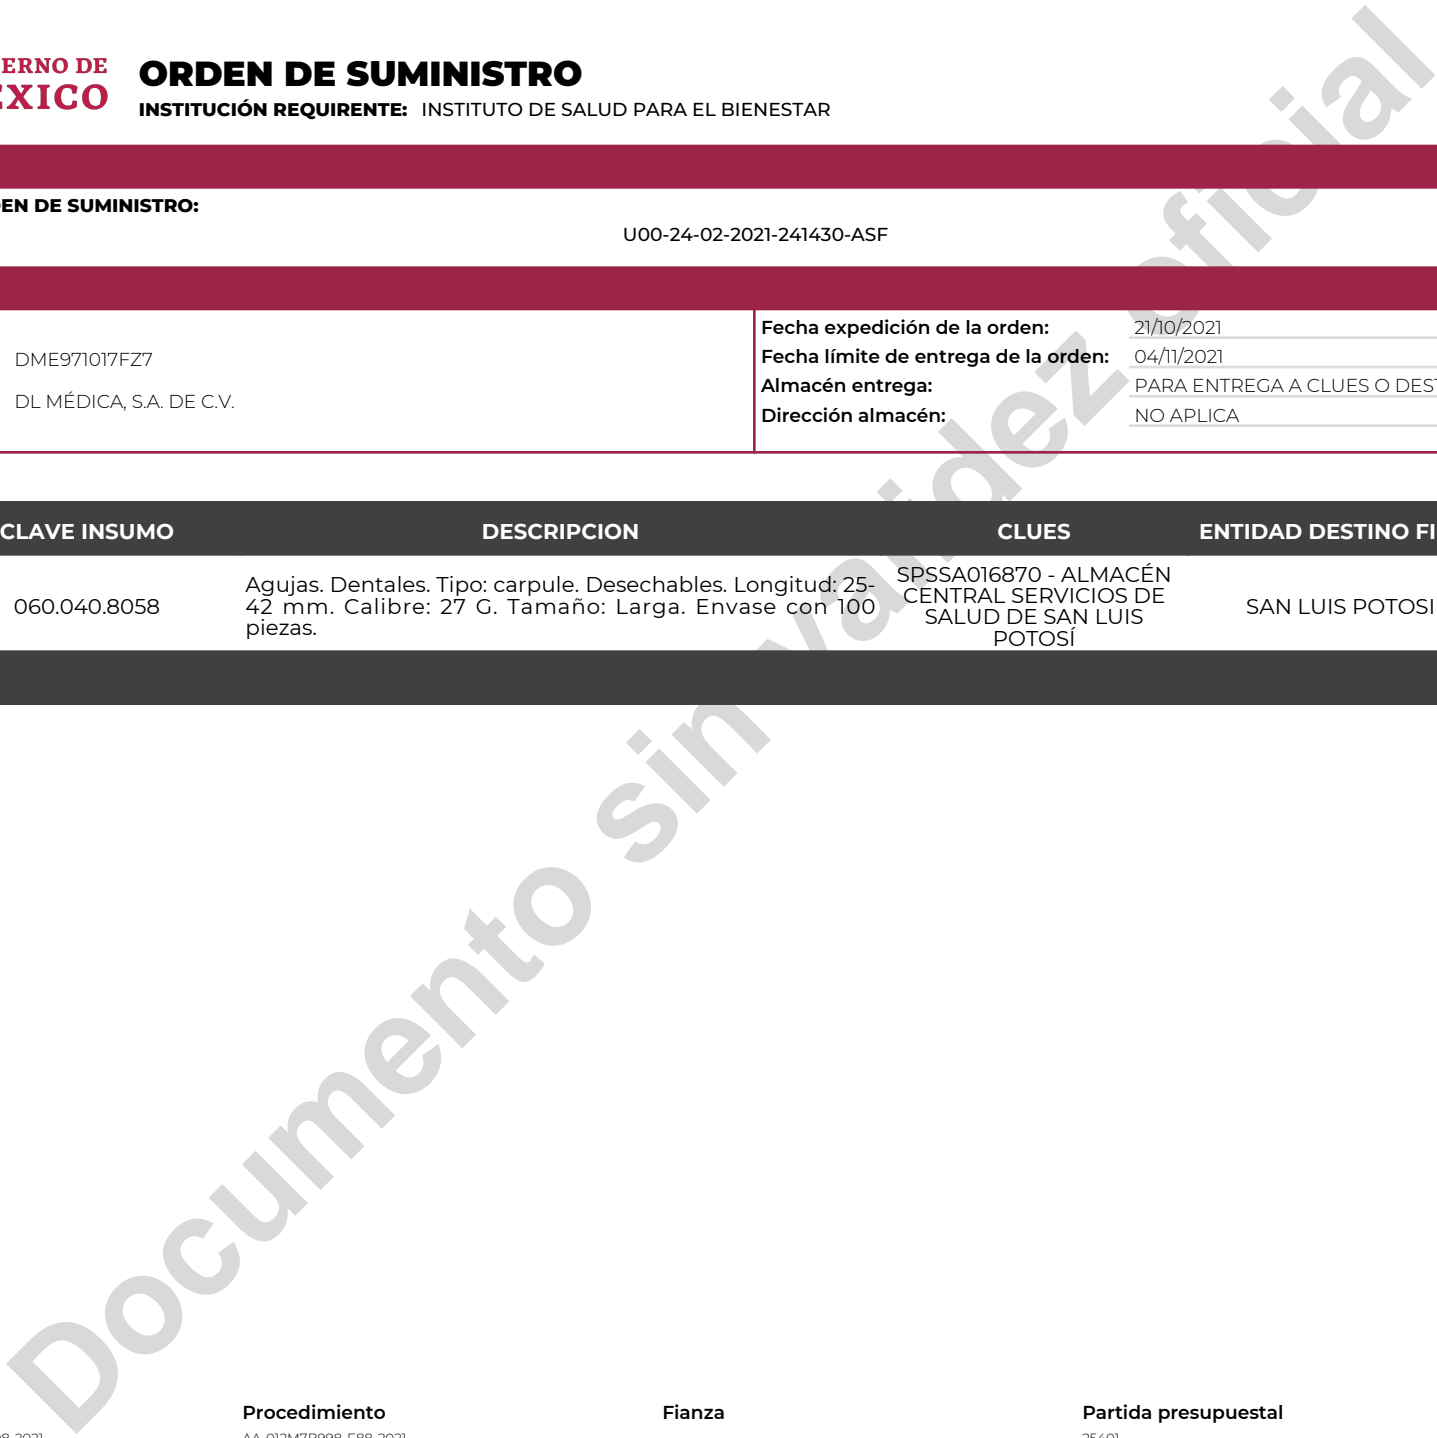 ERNO DE
ÉXICO
ORDEN DE SUMINISTRO
INSTITUCIÓN REQUIRENTE: INSTITUTO DE SALUD PARA EL BIENESTAR
EN DE SUMINISTRO:
U00-24-02-2021-241430-ASF
DME971017FZ7
DL MÉDICA, S.A. DE C.V.
Fecha expedición de la orden: 21/10/2021
Fecha límite de entrega de la orden: 04/11/2021
Almacén entrega: PARA ENTREGA A CLUES O DEST
Dirección almacén: NO APLICA
CLAVE INSUMO DESCRIPCION CLUES ENTIDAD DESTINO FI
060.040.8058
Agujas. Dentales. Tipo: carpule. Desechables. Longitud: 25-
42 mm. Calibre: 27 G. Tamaño: Larga. Envase con 100
piezas.
SPSSA016870 - ALMACÉN
CENTRAL SERVICIOS DE
SALUD DE SAN LUIS
POTOSÍ
SAN LUIS POTOSI
Documento sin validez oficial
Procedimiento Fianza Partida presupuestal